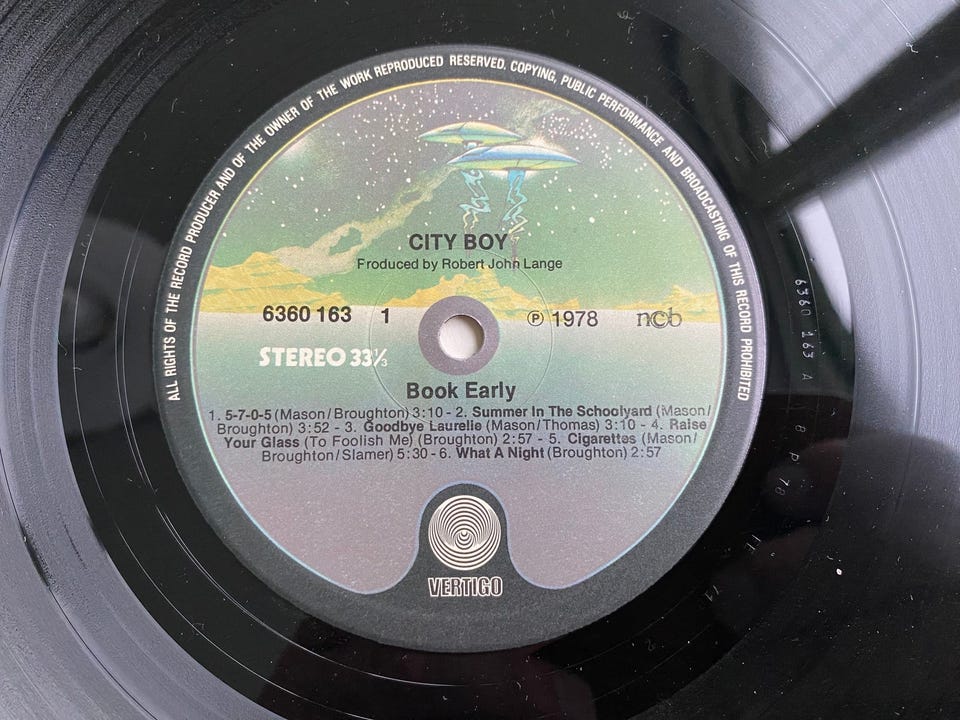 ALL RIGHTS OF THE RECORD PRODUCER AND OF THE OWNER OF THE WORK REPRODUCED RESERVED. COPYING, PUBLIC PERFORMANCE AND BROADCASTING OF THIS RECORD PROHIBITED
CITY BOY
Produced by Robert John Lange
6360 163 1 ℗ 1978 ncb
STEREO 33⅓
Book Early
1. 5-7-0-5 (Mason/Broughton) 3:10 - 2. Summer In The Schoolyard (Mason/
Broughton) 3:52 - 3. Goodbye Laurelie (Mason/Thomas) 3:10 - 4. Raise
Your Glass (To Foolish Me) (Broughton) 2:57 - 5. Cigarettes (Mason/
Broughton/Slamer) 5:30 - 6. What A Night (Broughton) 2:57
VERTIGO
6360 163 A